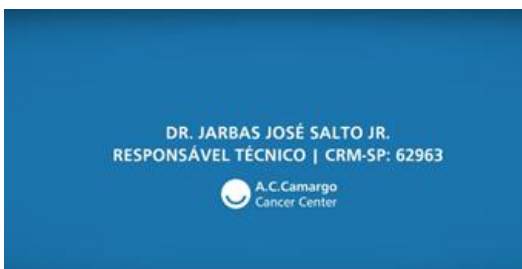 DR. JARBAS JOSÉ SALTO JR.
RESPONSÁVEL TÉCNICO | CRM-SP: 62963
A.C.Camargo
Cancer Center